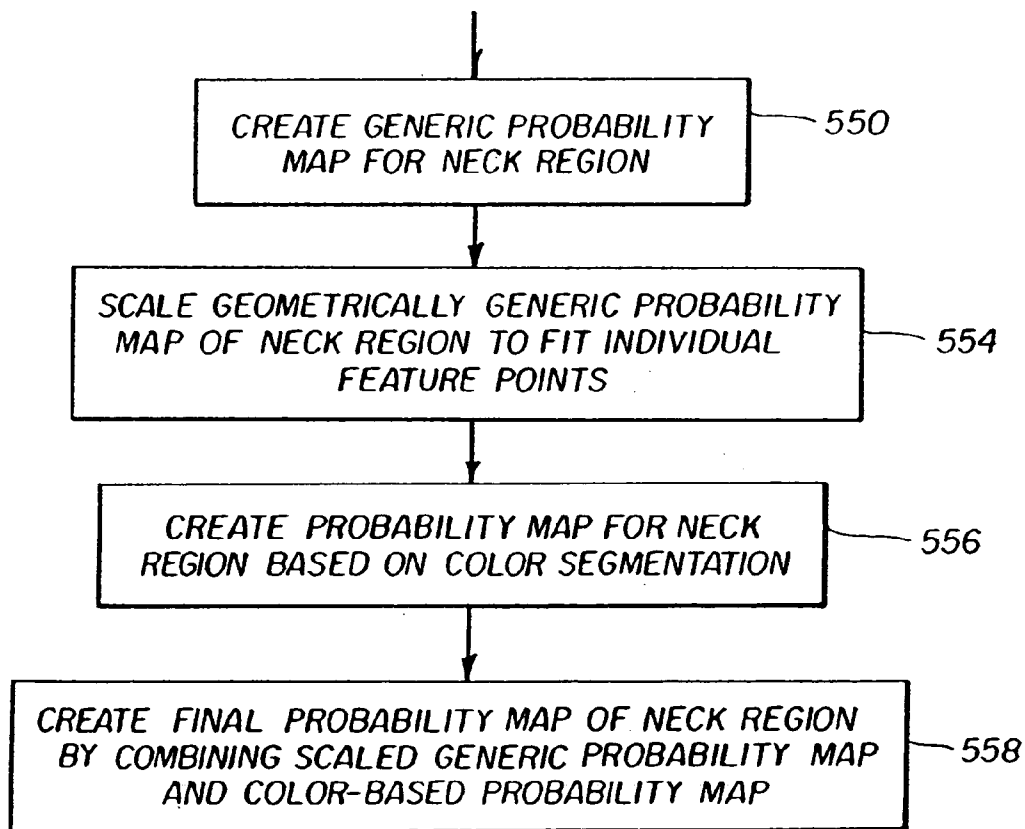 CREATE GENERIC PROBABILITY
MAP FOR NECK REGION
550
SCALE GEOMETRICALLY GENERIC PROBABILITY
MAP OF NECK REGION TO FIT INDIVIDUAL
FEATURE POINTS
554
CREATE PROBABILITY MAP FOR NECK
REGION BASED ON COLOR SEGMENTATION
556
CREATE FINAL PROBABILITY MAP OF NECK REGION
BY COMBINING SCALED GENERIC PROBABILITY MAP
AND COLOR-BASED PROBABILITY MAP
558